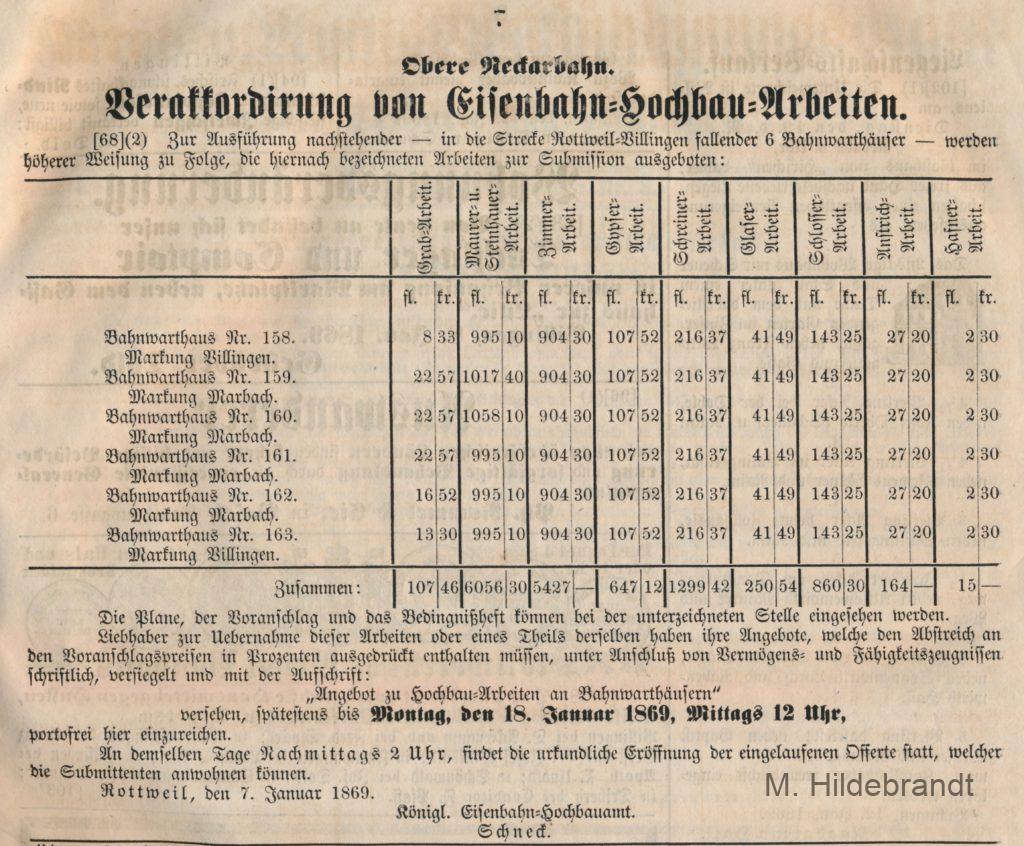 Obere Neckarbahn.
Verakkordirung von Eisenbahn-Hochbau-Arbeiten.
[68](2) Zur Ausführung nachstehender — in die Strecke Rottweil-Villingen fallender 6 Bahnwarthäuser — werden
höherer Weisung zu Folge, die hiernach bezeichneten Arbeiten zur Submission ausgeboten:
Grab-Arbeit. Maurer- u. Steinhauer-Arbeit. Zimmer-Arbeit. Gypser-Arbeit. Schreiner-Arbeit. Glaser-Arbeit. Schlosser-Arbeit. Anstrich-Arbeit. Hafner-Arbeit.
fl. kr. fl. kr. fl. kr. fl. kr. fl. kr. fl. kr. fl. kr. fl. kr. fl. kr.
Bahnwarthaus Nr. 158. 8 33 995 10 904 30 107 52 216 37 41 49 143 25 27 20 2 30
Markung Villingen.
Bahnwarthaus Nr. 159. 22 57 1017 40 904 30 107 52 216 37 41 49 143 25 27 20 2 30
Markung Marbach.
Bahnwarthaus Nr. 160. 22 57 1058 10 904 30 107 52 216 37 41 49 143 25 27 20 2 30
Markung Marbach.
Bahnwarthaus Nr. 161. 22 57 995 10 904 30 107 52 216 37 41 49 143 25 27 20 2 30
Markung Marbach.
Bahnwarthaus Nr. 162. 16 52 995 10 904 30 107 52 216 37 41 49 143 25 27 20 2 30
Markung Marbach.
Bahnwarthaus Nr. 163. 13 30 995 10 904 30 107 52 216 37 41 49 143 25 27 20 2 30
Markung Villingen.
Zusammen: 107 46 6056 30 5427 — 647 12 1299 42 250 54 860 30 164 — 15 —
Die Plane, der Voranschlag und das Bedingnißheft können bei der unterzeichneten Stelle eingesehen werden.
Liebhaber zur Uebernahme dieser Arbeiten oder eines Theils derselben haben ihre Angebote, welche den Abstreich an
den Voranschlagspreisen in Prozenten ausgedrückt enthalten müssen, unter Anschluß von Vermögens- und Fähigkeitszeugnissen
schriftlich, versiegelt und mit der Aufschrift:
„Angebot zu Hochbau-Arbeiten an Bahnwarthäusern“
versehen, spätestens bis Montag, den 18. Januar 1869, Mittags 12 Uhr,
portofrei hier einzureichen.
An demselben Tage Nachmittags 2 Uhr, findet die urkundliche Eröffnung der eingelaufenen Offerte statt, welcher
die Submittenten anwohnen können.
Rottweil, den 7. Januar 1869.
M. Hildebrandt
Königl. Eisenbahn-Hochbauamt.
Schneck.